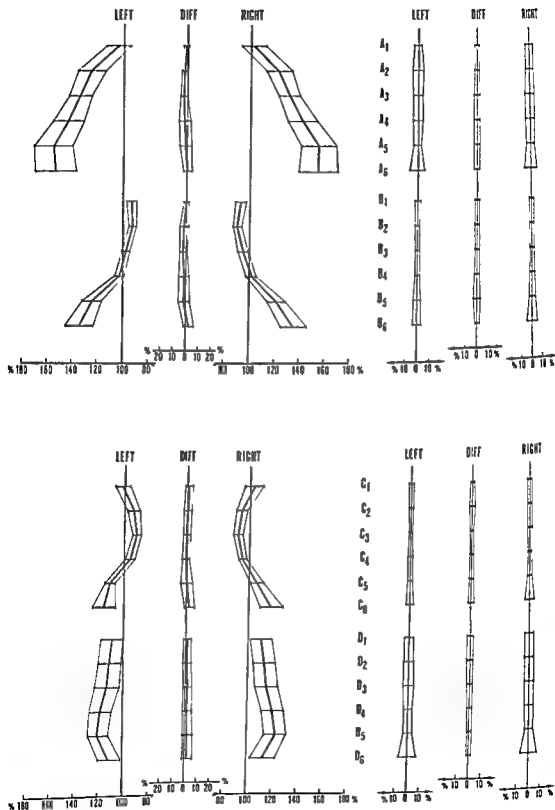 LEFT DIFF RIGHT LEFT DIFF RIGHT
A1
A2
A3
A4
A5
A6
B1
B2
B3
B4
B5
B6
% %
20 10 0 10 20
% 180 160 140 120 100 80
100 120 140 160 180 %
% 10 0 10 % % 10 0 10 % % 10 0 10 %
LEFT DIFF RIGHT LEFT DIFF RIGHT
C1
C2
C3
C4
C5
D1
D2
D5
D6
% %
20 10 0 10 20
% 180 140 120 80
80 100 120 140 160 180 %
% 10 0 10 % % 10 0 10 % % 10 0 10 %